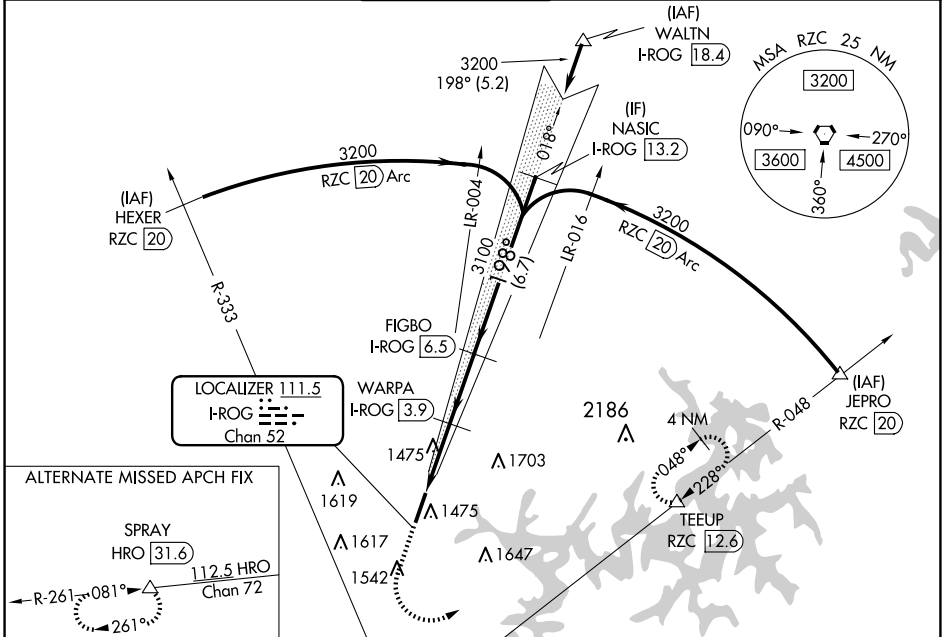 (IAF)
WALTN
I-ROG 18.4
3200
198° (5.2)
MSA RZC 25 NM
3200
090°
270°
3600
4500
360°
(IF)
NASIC
I-ROG 13.2
018°
3200
RZC 20 Arc
LR-004
(IAF)
HEXER
RZC 20
3100
198°
(6.7)
LR-016
3200
RZC 20 Arc
R-333
FIGBO
I-ROG 6.5
LOCALIZER 111.5
I-ROG
Chan 52
WARPA
I-ROG 3.9
(IAF)
JEPRO
RZC 20
R-048
2186
4 NM
048°
228°
1475
1703
1619
1475
TEEUP
RZC 12.6
1617
1647
1542
ALTERNATE MISSED APCH FIX
SPRAY
HRO 31.6
112.5 HRO
Chan 72
R-261
081°
261°